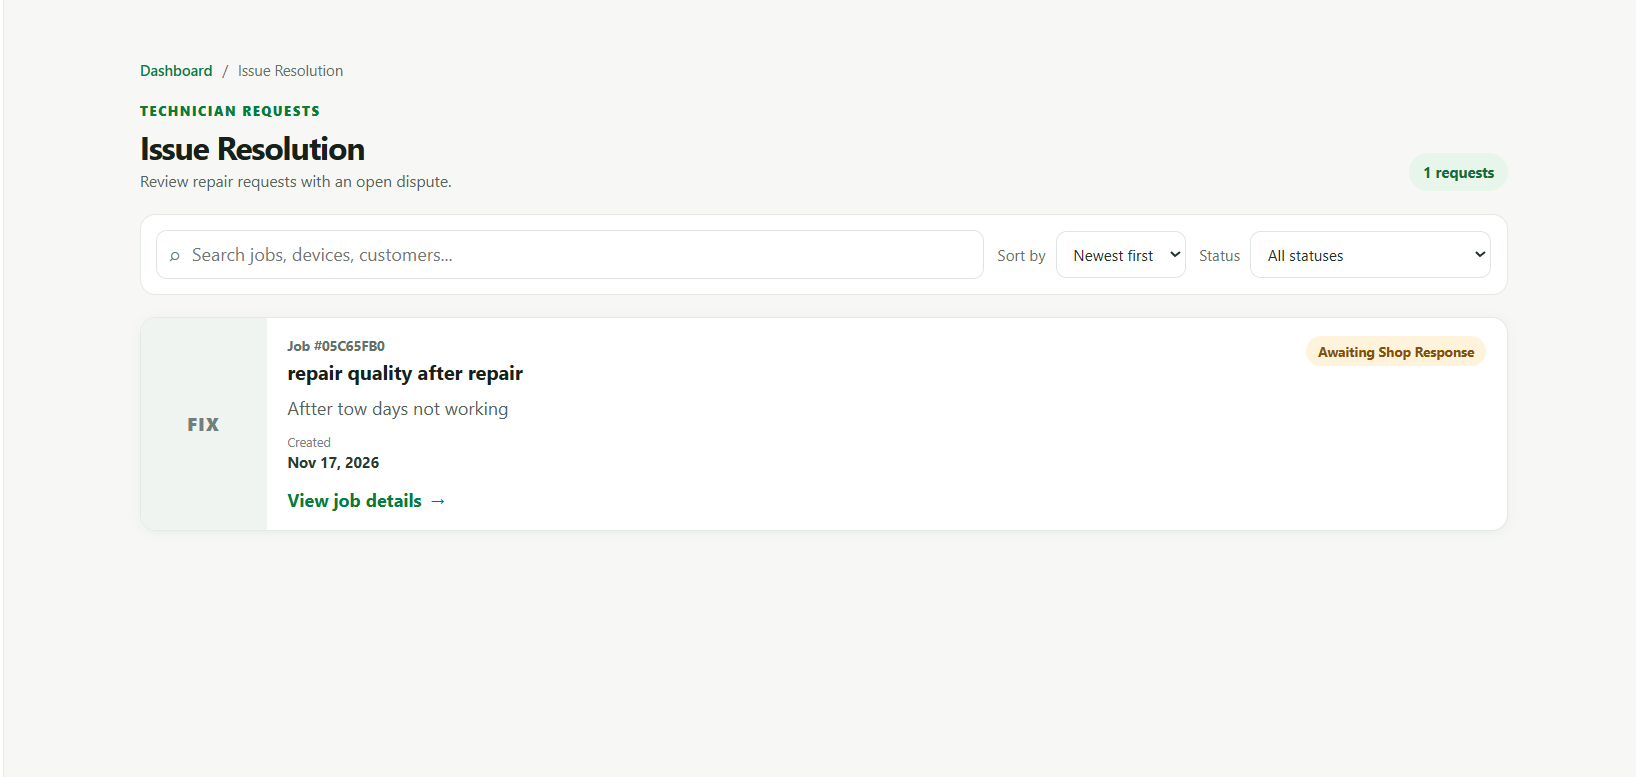 Dashboard / Issue Resolution
TECHNICIAN REQUESTS
Issue Resolution
Review repair requests with an open dispute.
1 requests
Search jobs, devices, customers...
Sort by
Newest first
Status
All statuses
FIX
Job #05C65FB0
repair quality after repair
Aftter tow days not working
Created
Nov 17, 2026
View job details →
Awaiting Shop Response